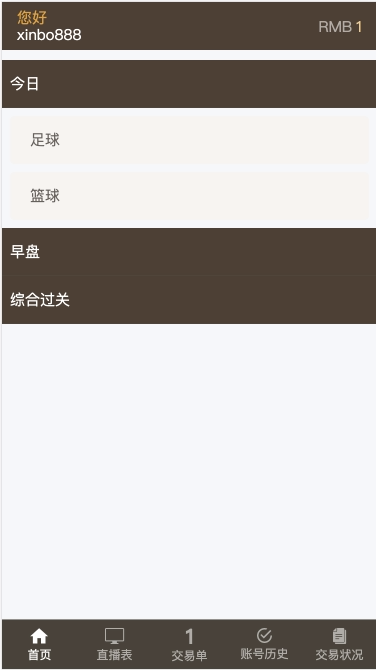 您好
xinbo888
RMB 1
今日
足球
篮球
早盘
综合过关
首页
直播表
1
交易单
账号历史
交易状况